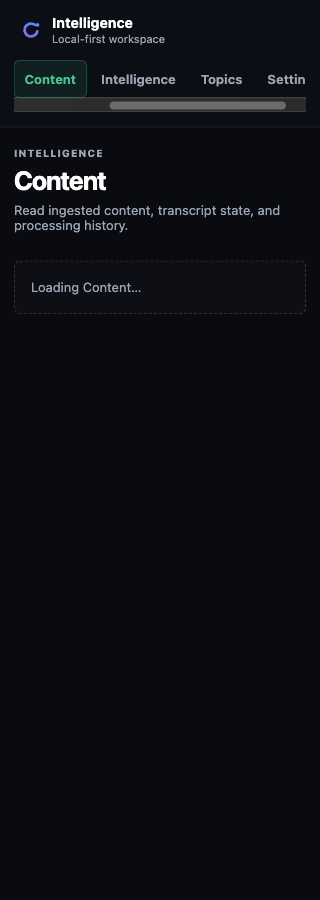 Intelligence
Local-first workspace
Content Intelligence Topics Settin
INTELLIGENCE
Content
Read ingested content, transcript state, and
processing history.
Loading Content...